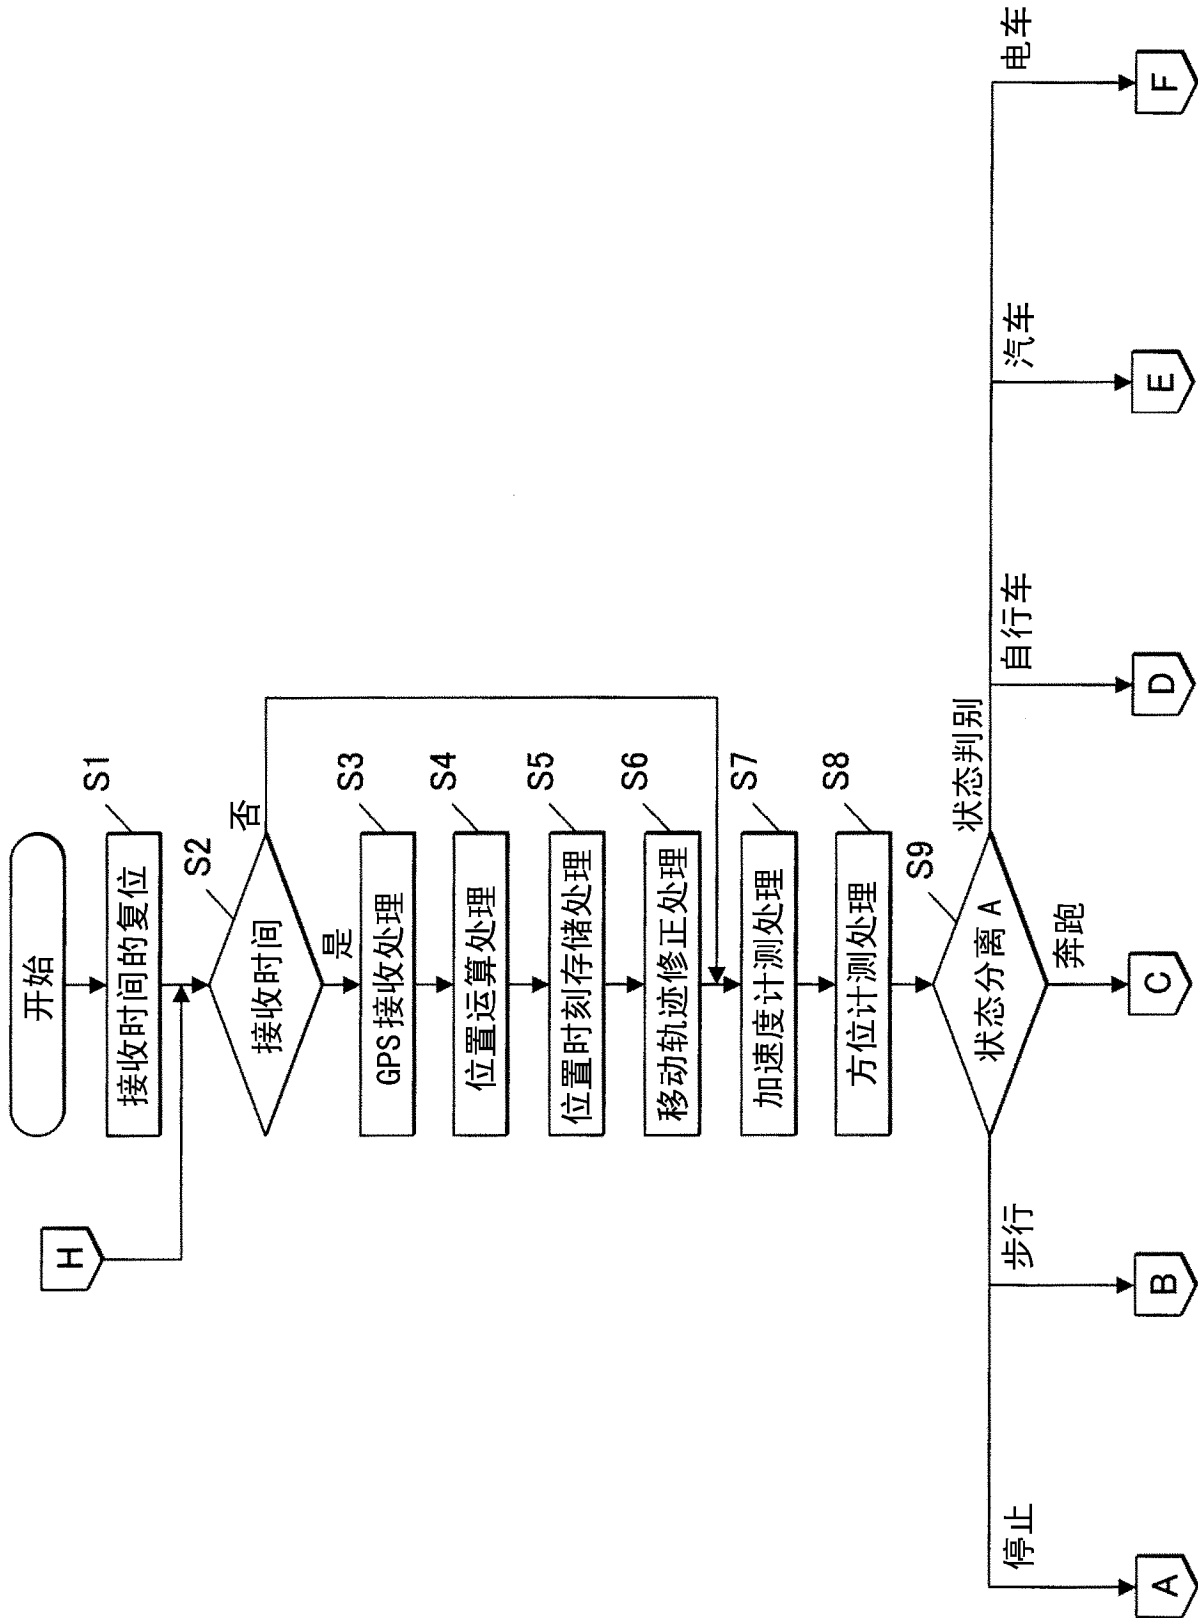 开始
H
接收时间的复位
S1
接收时间
S2
否
是
GPS接收处理
S3
位置运算处理
S4
位置时刻存储处理
S5
移动轨迹修正处理
S6
加速度计测处理
S7
方位计测处理
S8
状态分离 A
S9
状态判别
停止
步行
奔跑
自行车
汽车
电车
A
B
C
D
E
F